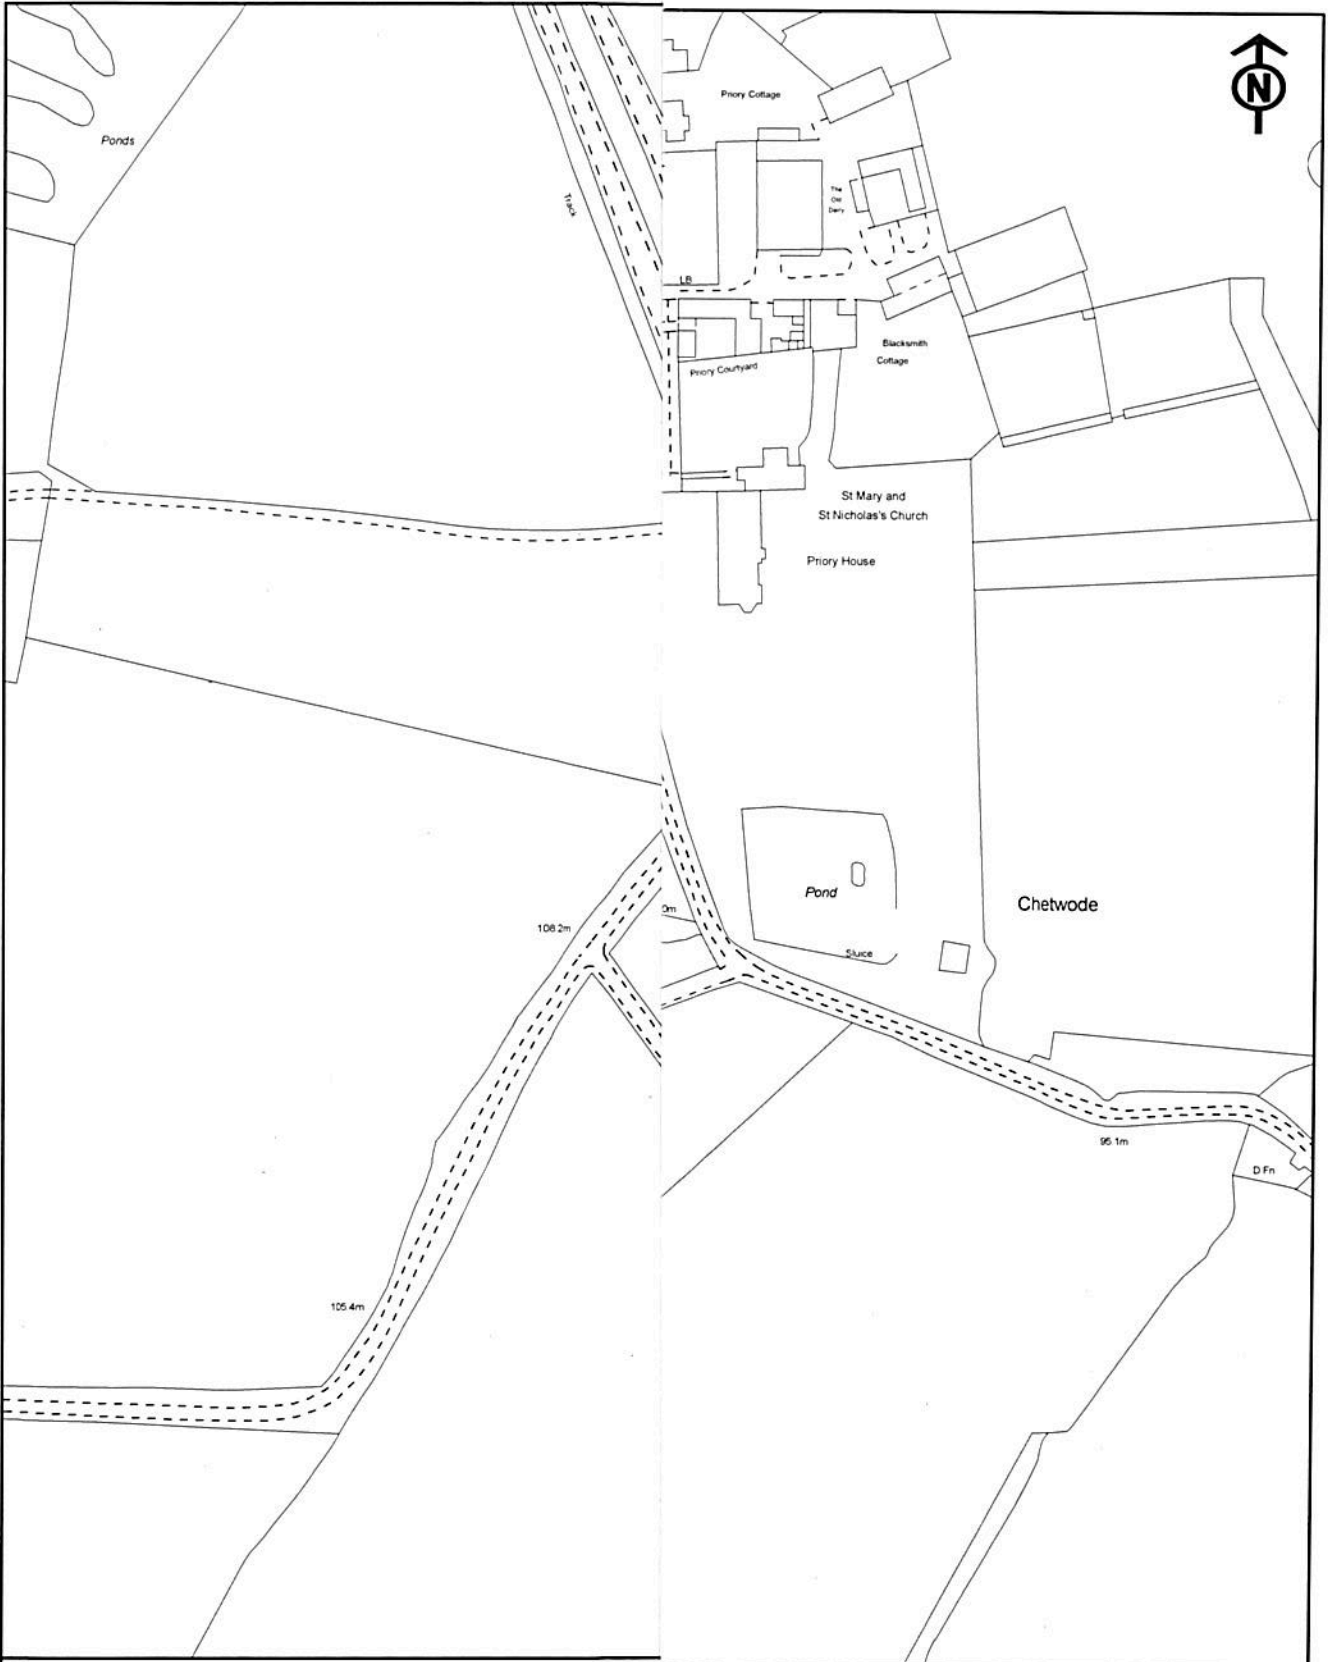 N
Priory Cottage
Ponds
Track
The
Old
Dairy
LB
Blacksmith
Cottage
Priory Courtyard
St Mary and
St Nicholas's Church
Priory House
Pond
Chetwode
0m
108.2m
Sluice
95.1m
D Fn
105.4m